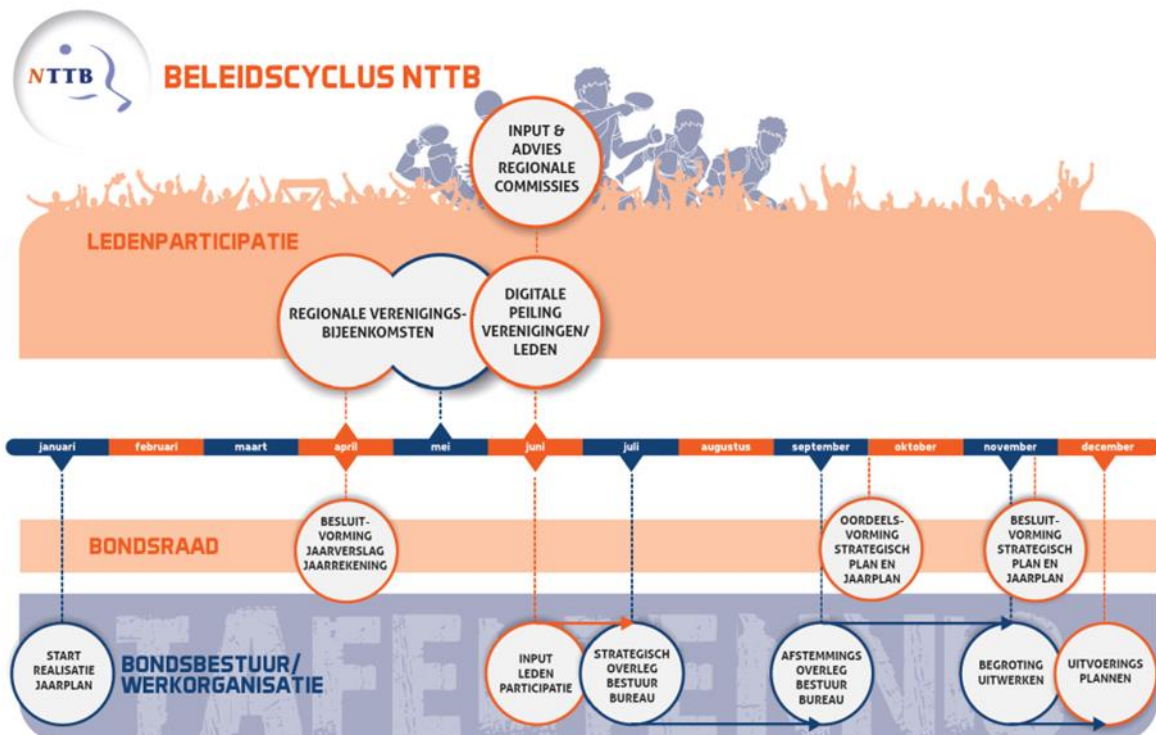 NTTB
BELEIDSCYCLUS NTTB
INPUT &
ADVIES
REGIONALE
COMMISSIES
LEDENPARTICIPATIE
REGIONALE VERENIGINGS-
BIJEENKOMSTEN
DIGITALE
PEILING
VERENIGINGEN/
LEDEN
januari februari maart april mei juni juli augustus september oktober november december
BONDSRAAD
BESLUIT-
VORMING
JAARVERSLAG
JAARREKENING
OORDEELS-
VORMING
STRATEGISCH
PLAN EN
JAARPLAN
BESLUIT-
VORMING
STRATEGISCH
PLAN EN
JAARPLAN
TAFELTENNIS
START
REALISATIE
JAARPLAN
BONDSBESTUUR/
WERKORGANISATIE
INPUT
LEDEN
PARTICIPATIE
STRATEGISCH
OVERLEG
BESTUUR
BUREAU
AFSTEMMINGS
OVERLEG
BESTUUR
BUREAU
BEGROTING
UITWERKEN
UITVOERINGS
PLANNEN